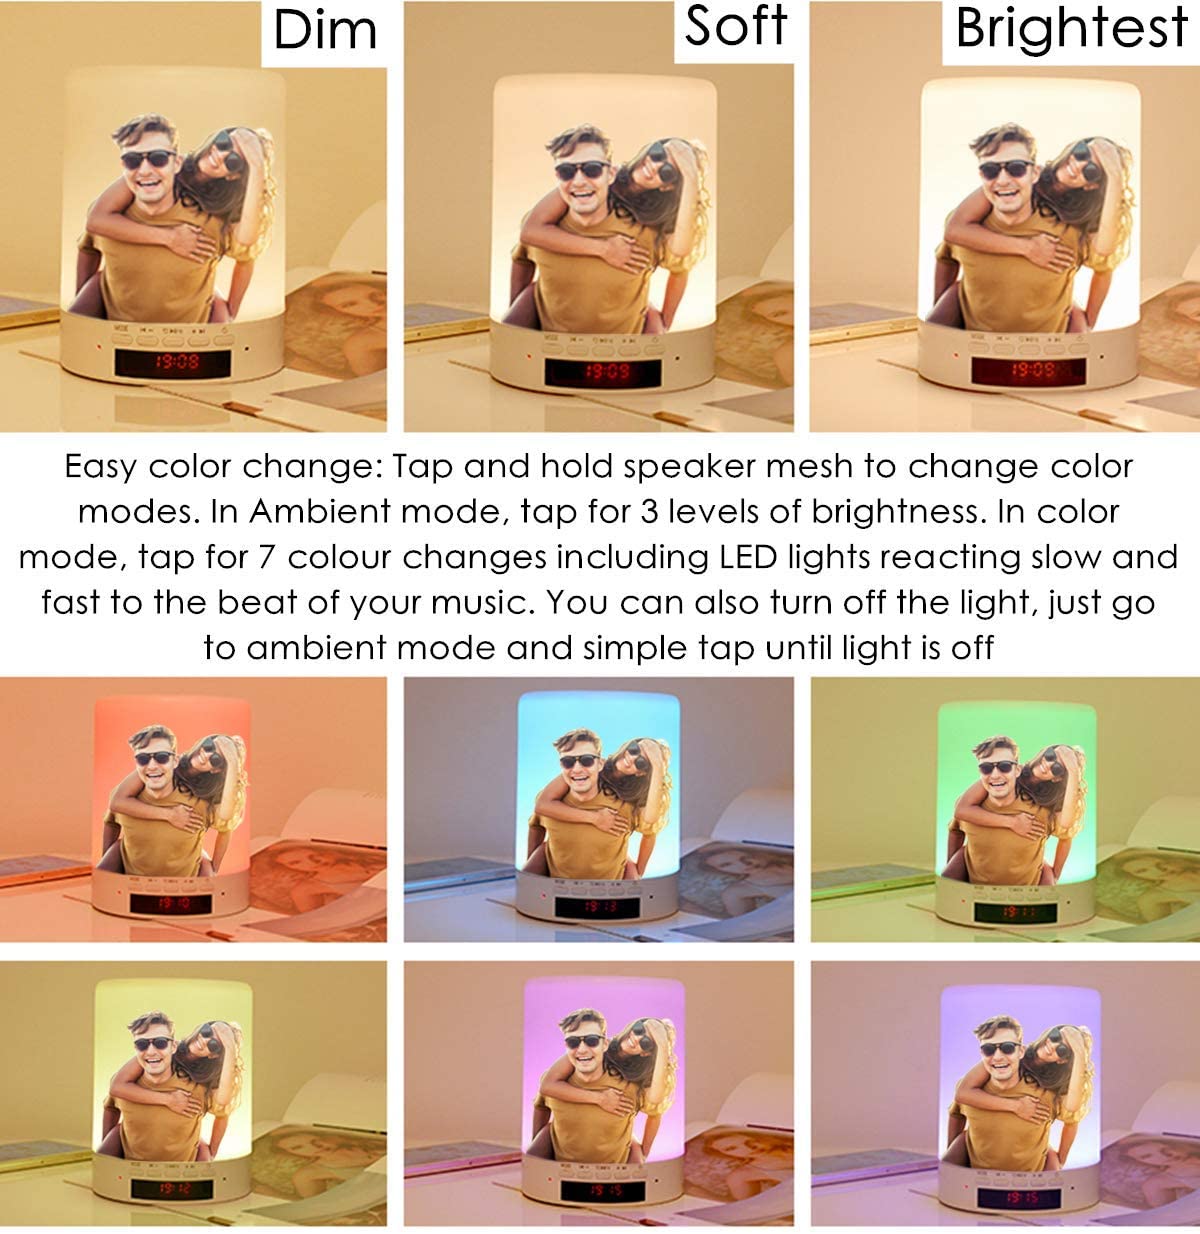 Dim
Soft
Brightest
MODE
19:08
MODE
19:09
MODE
19:09
Easy color change: Tap and hold speaker mesh to change color
modes. In Ambient mode, tap for 3 levels of brightness. In color
mode, tap for 7 colour changes including LED lights reacting slow and
fast to the beat of your music. You can also turn off the light, just go
to ambient mode and simple tap until light is off
19:10
19:13
19:11
19:12
19:15
19:15